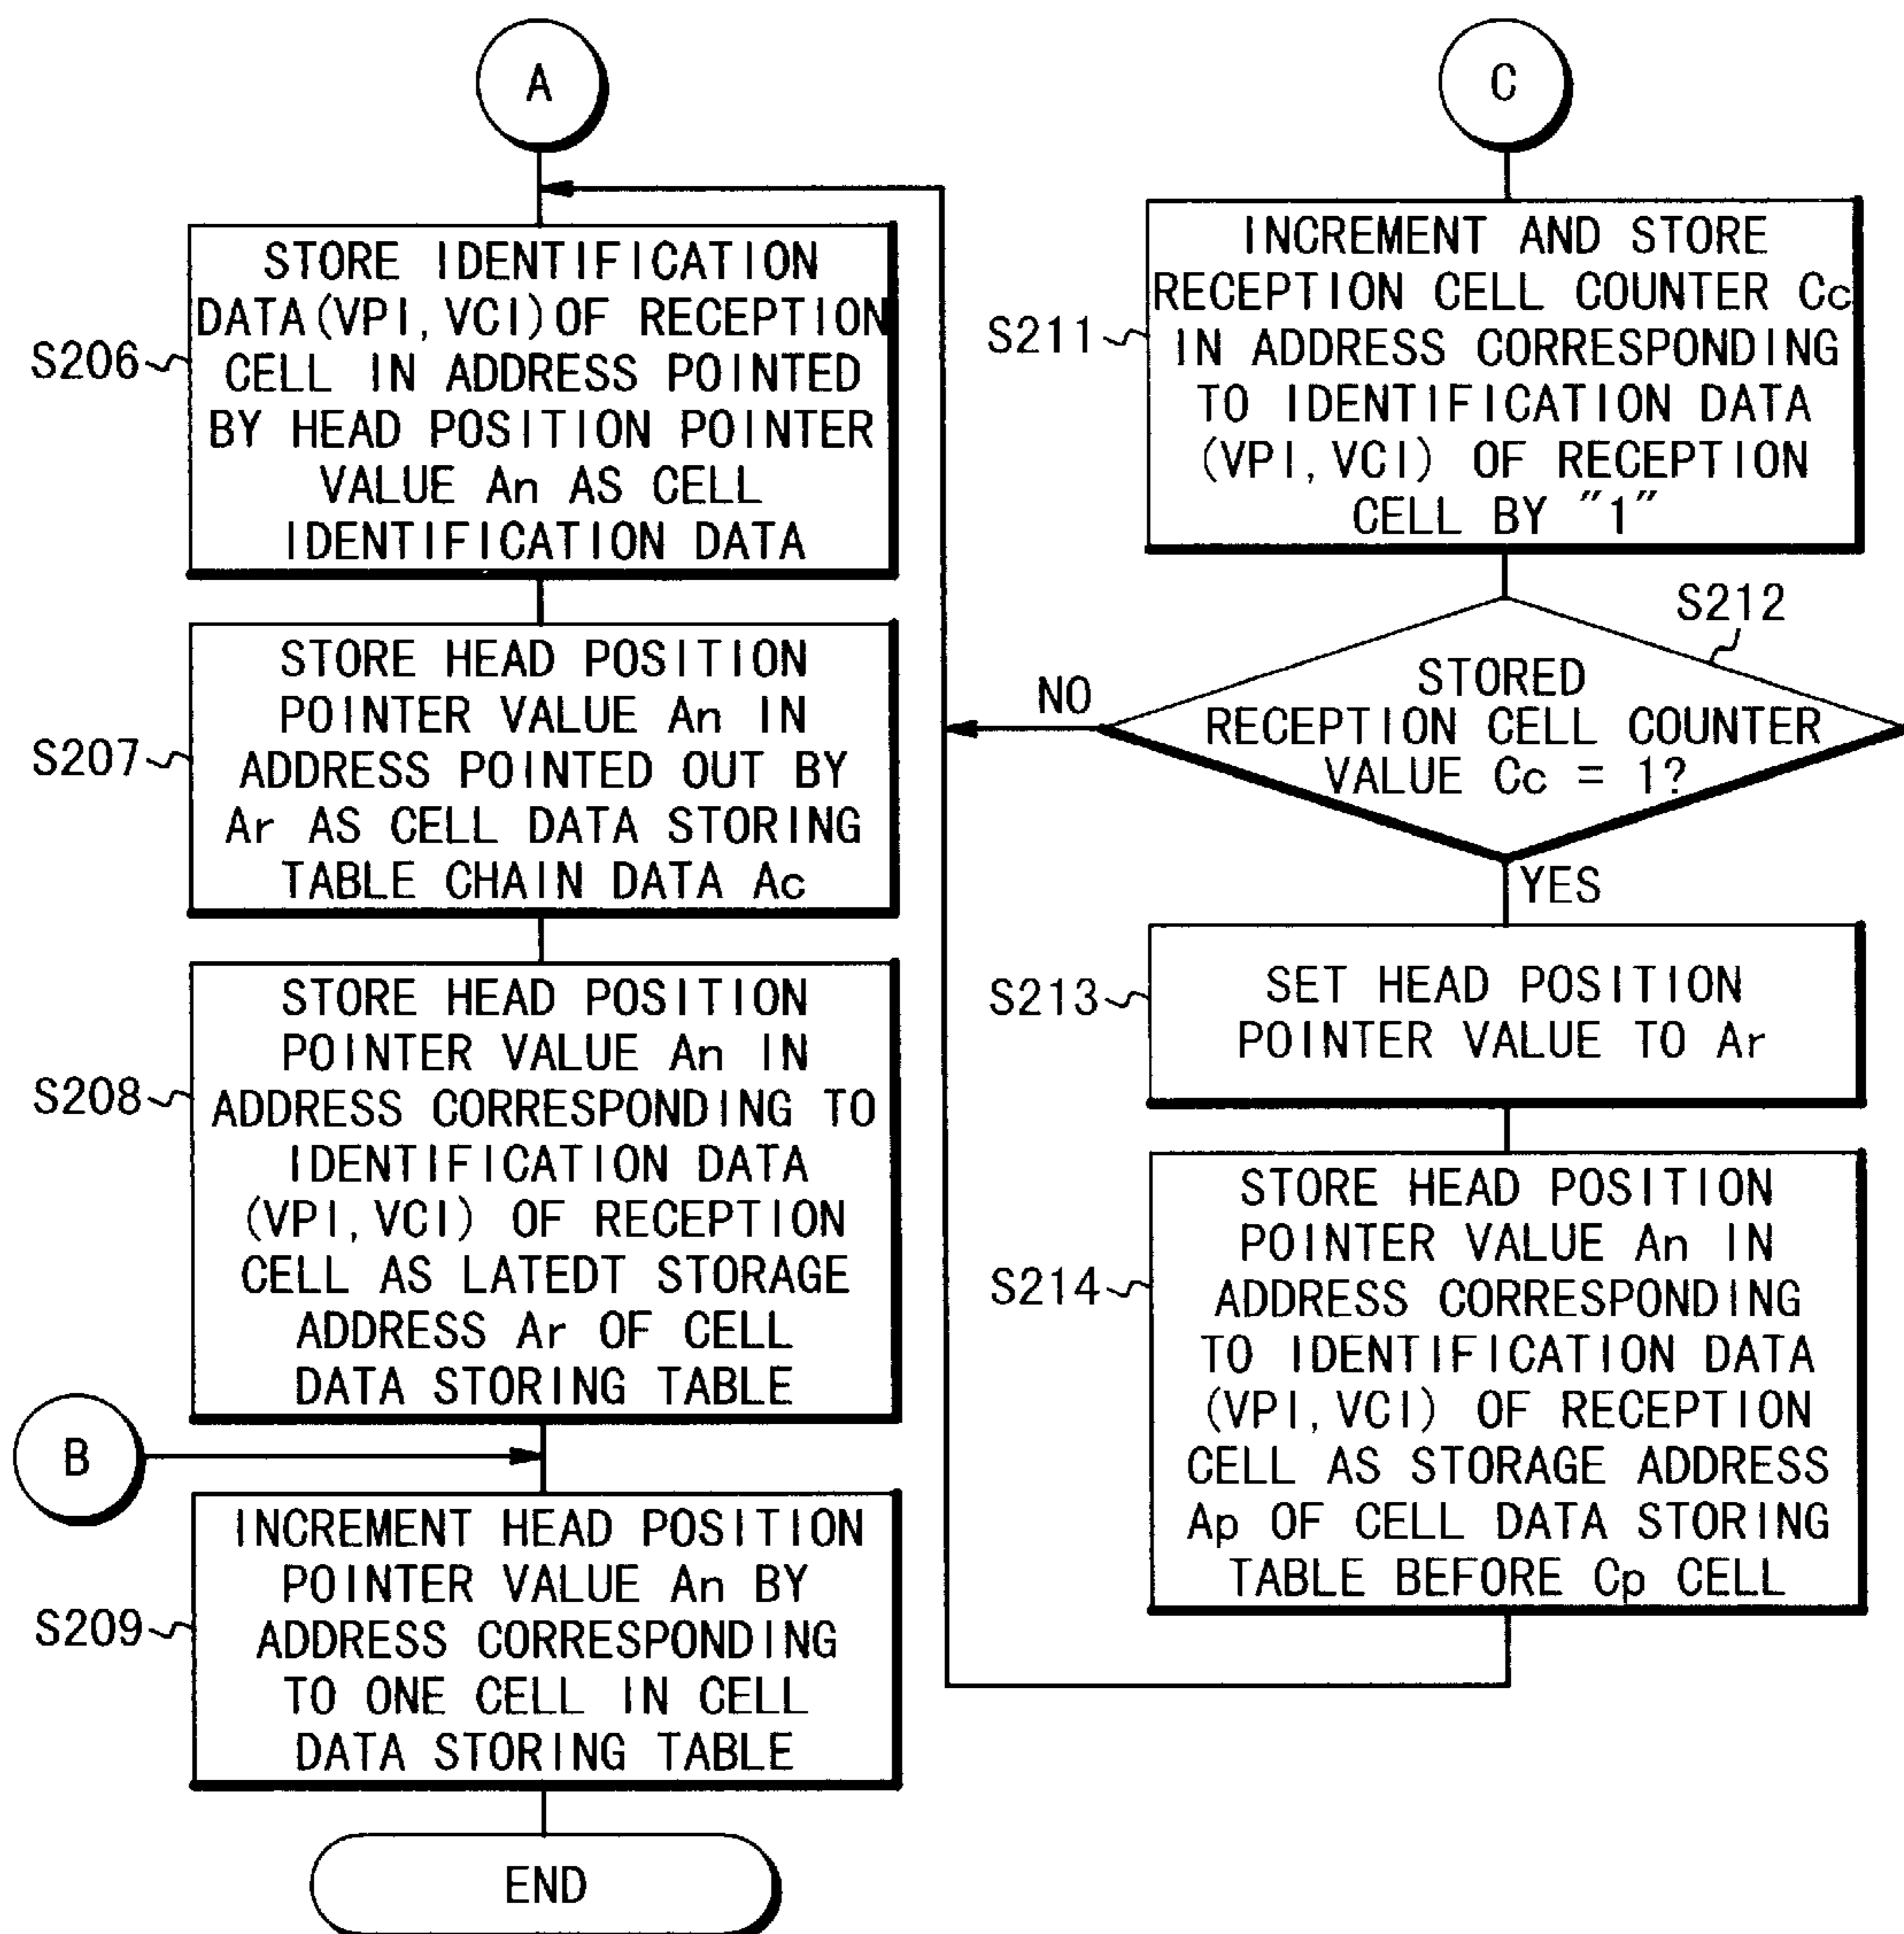 A
S206
STORE IDENTIFICATION
DATA(VPI,VCI)OF RECEPTION
CELL IN ADDRESS POINTED
BY HEAD POSITION POINTER
VALUE An AS CELL
IDENTIFICATION DATA
S207
STORE HEAD POSITION
POINTER VALUE An IN
ADDRESS POINTED OUT BY
Ar AS CELL DATA STORING
TABLE CHAIN DATA Ac
S208
STORE HEAD POSITION
POINTER VALUE An IN
ADDRESS CORRESPONDING TO
IDENTIFICATION DATA
(VPI,VCI) OF RECEPTION
CELL AS LATEDT STORAGE
ADDRESS Ar OF CELL
DATA STORING TABLE
B
S209
INCREMENT HEAD POSITION
POINTER VALUE An BY
ADDRESS CORRESPONDING
TO ONE CELL IN CELL
DATA STORING TABLE
END
C
S211
INCREMENT AND STORE
RECEPTION CELL COUNTER Cc
IN ADDRESS CORRESPONDING
TO IDENTIFICATION DATA
(VPI,VCI) OF RECEPTION
CELL BY "1"
S212
STORED
RECEPTION CELL COUNTER
VALUE Cc = 1?
NO
YES
S213
SET HEAD POSITION
POINTER VALUE TO Ar
S214
STORE HEAD POSITION
POINTER VALUE An IN
ADDRESS CORRESPONDING
TO IDENTIFICATION DATA
(VPI,VCI) OF RECEPTION
CELL AS STORAGE ADDRESS
Ap OF CELL DATA STORING
TABLE BEFORE Cp CELL